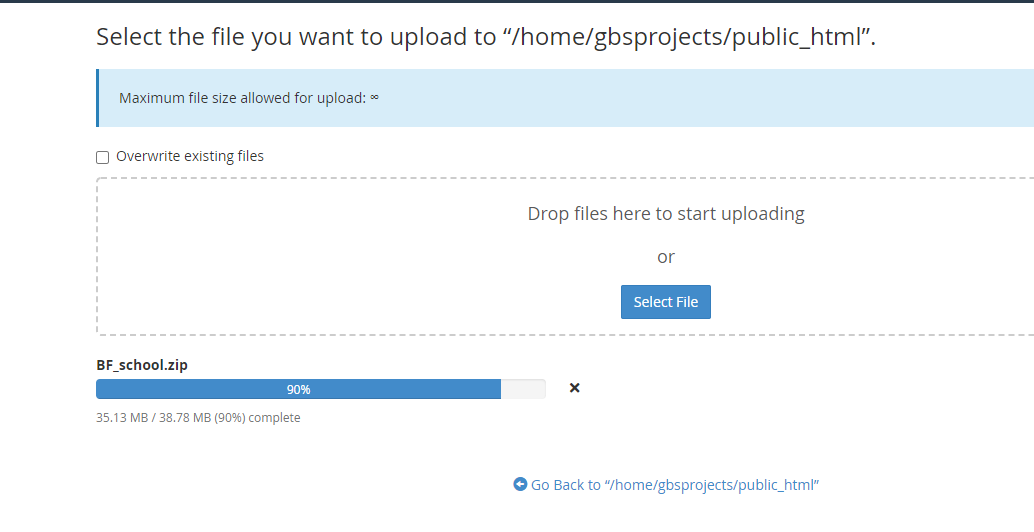 Select the file you want to upload to “/home/gbsprojects/public_html”.
Maximum file size allowed for upload: ∞
Overwrite existing files
Drop files here to start uploading
or
Select File
BF_school.zip
90%
35.13 MB / 38.78 MB (90%) complete
Go Back to “/home/gbsprojects/public_html”